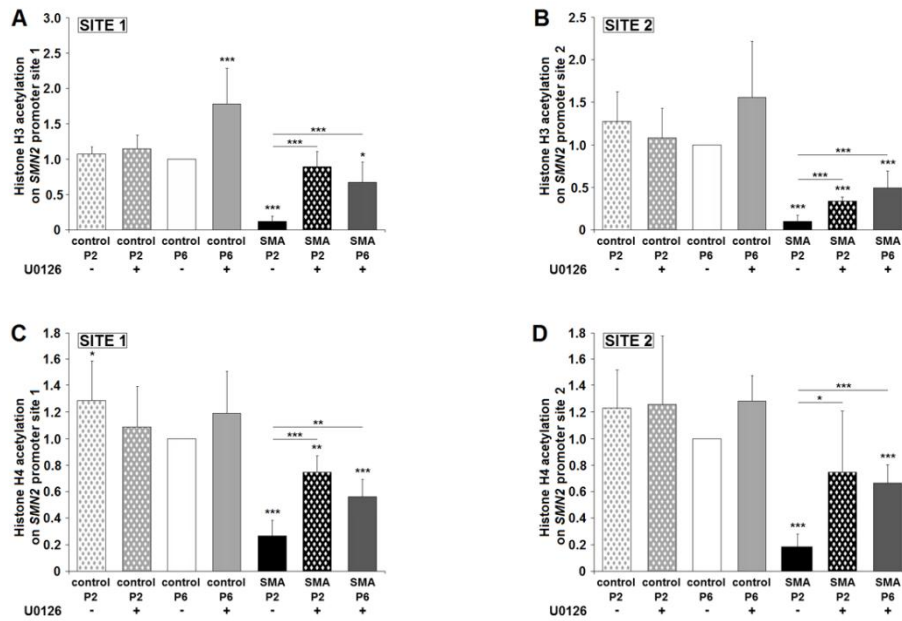 A
SITE 1
Histone H3 acetylation
on SMN2 promoter site 1
3.0
2.5
2.0
1.5
1.0
0.5
0
***
***
***
***
*
control control control control SMA SMA SMA
P2 P2 P6 P6 P2 P2 P6
U0126 - + - + - + +
B
SITE 2
Histone H3 acetylation
on SMN2 promoter site 2
2.5
2.0
1.5
1.0
0.5
0
***
***
***
***
***
control control control control SMA SMA SMA
P2 P2 P6 P6 P2 P2 P6
U0126 - + - + - + +
C
SITE 1
Histone H4 acetylation
on SMN2 promoter site 1
1.8
1.6
1.4
1.2
1.0
0.8
0.6
0.4
0.2
0
*
**
***
**
***
***
control control control control SMA SMA SMA
P2 P2 P6 P6 P2 P2 P6
U0126 - + - + - + +
D
SITE 2
Histone H4 acetylation
on SMN2 promoter site 2
1.8
1.6
1.4
1.2
1.0
0.8
0.6
0.4
0.2
0
***
*
***
***
control control control control SMA SMA SMA
P2 P2 P6 P6 P2 P2 P6
U0126 - + - + - + +